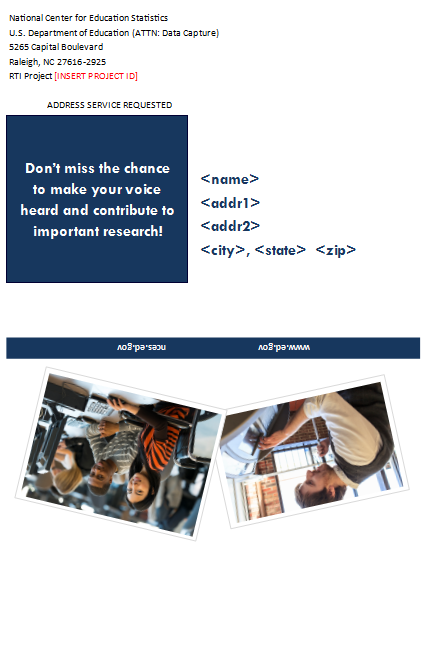 National Center for Education Statistics
U.S. Department of Education (ATTN: Data Capture)
5265 Capital Boulevard
Raleigh, NC 27616-2925
RTI Project [INSERT PROJECT ID]
ADDRESS SERVICE REQUESTED
Don’t miss the chance
to make your voice
heard and contribute to
important research!
<name>
<addr1>
<addr2>
<city>, <state> <zip>
www.ed.gov
nces.ed.gov